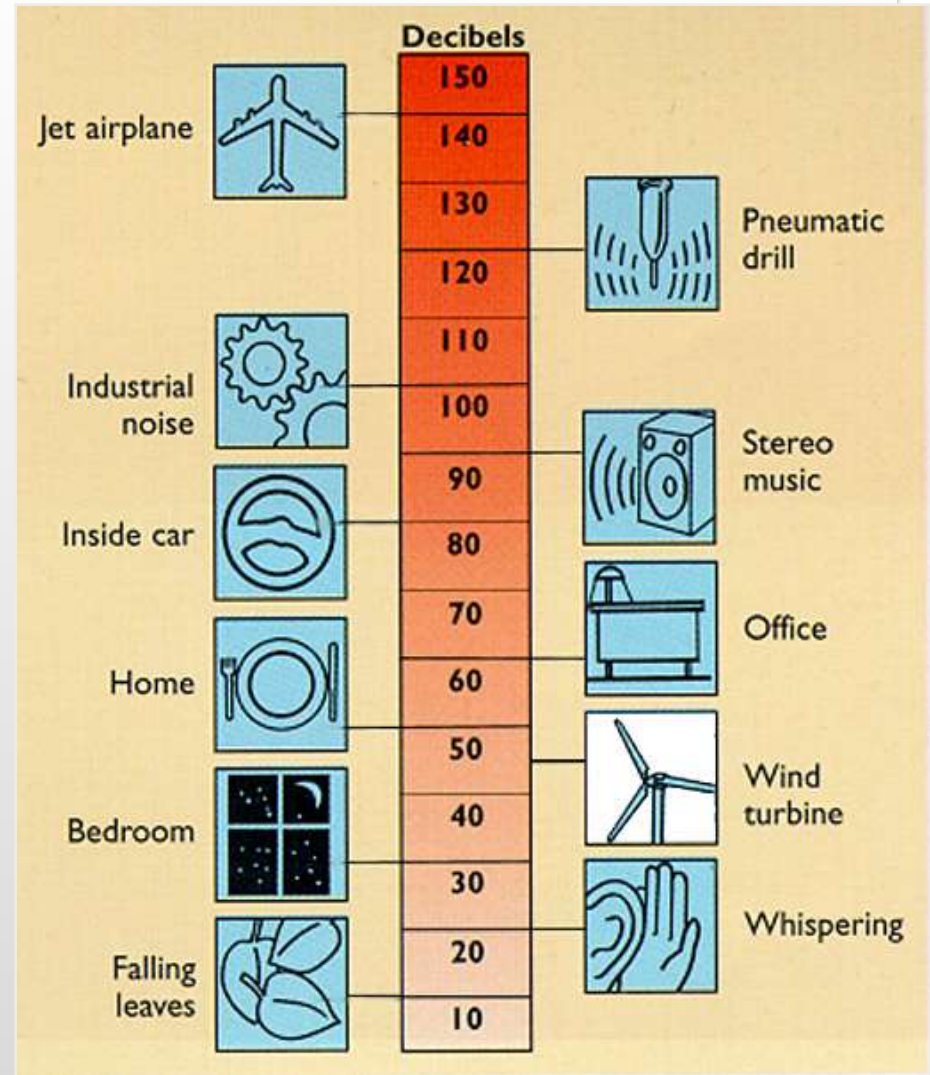 Decibels
150
Jet airplane
140
130
Pneumatic
drill
120
110
Industrial
noise
100
Stereo
music
90
Inside car
80
70
Office
Home
60
50
Wind
turbine
Bedroom
40
30
Whispering
20
Falling
leaves
10